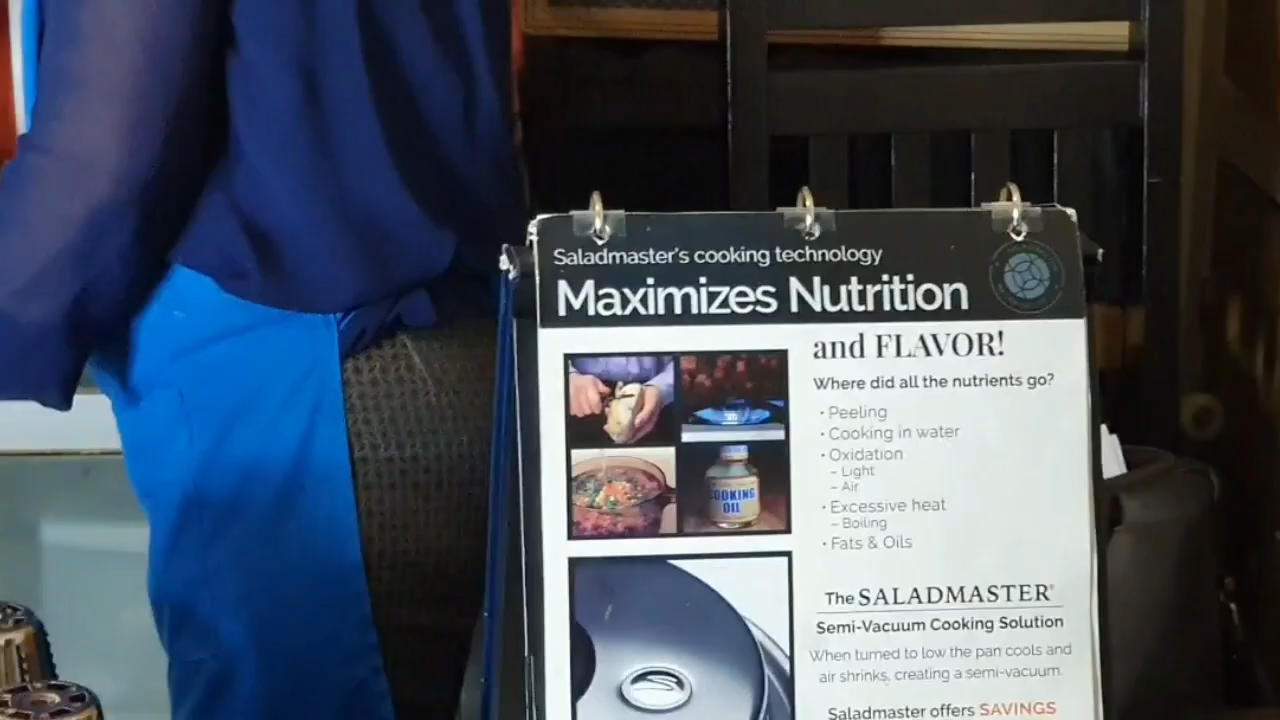 Saladmaster's cooking technology
Maximizes Nutrition
and FLAVOR!
Where did all the nutrients go?
• Peeling
• Cooking in water
• Oxidation
– Light
– Air
• Excessive heat
– Boiling
• Fats & Oils
COOKING
OIL
The SALADMASTER®
Semi-Vacuum Cooking Solution
When turned to low the pan cools and
air shrinks, creating a semi-vacuum.
Saladmaster offers SAVINGS